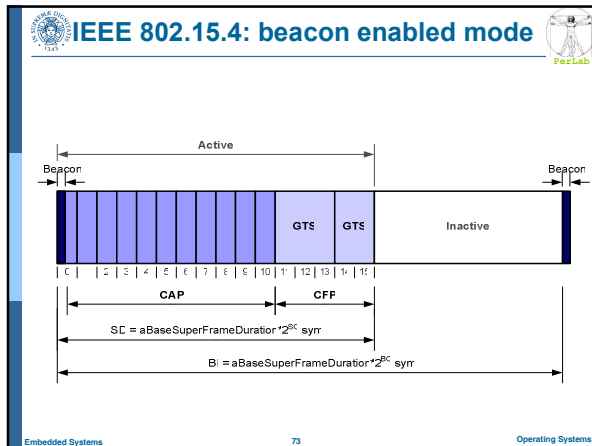 IEEE 802.15.4: beacon enabled mode
PerLab
Active
Beacon
Beacon
GTS
GTS
Inactive
0 2 3 4 5 6 7 8 9 10 11 12 13 14 15
CAP
CFP
SD = aBaseSuperFrameDuration*2^SO sym
BI = aBaseSuperFrameDuration*2^BO sym
Embedded Systems
73
Operating Systems